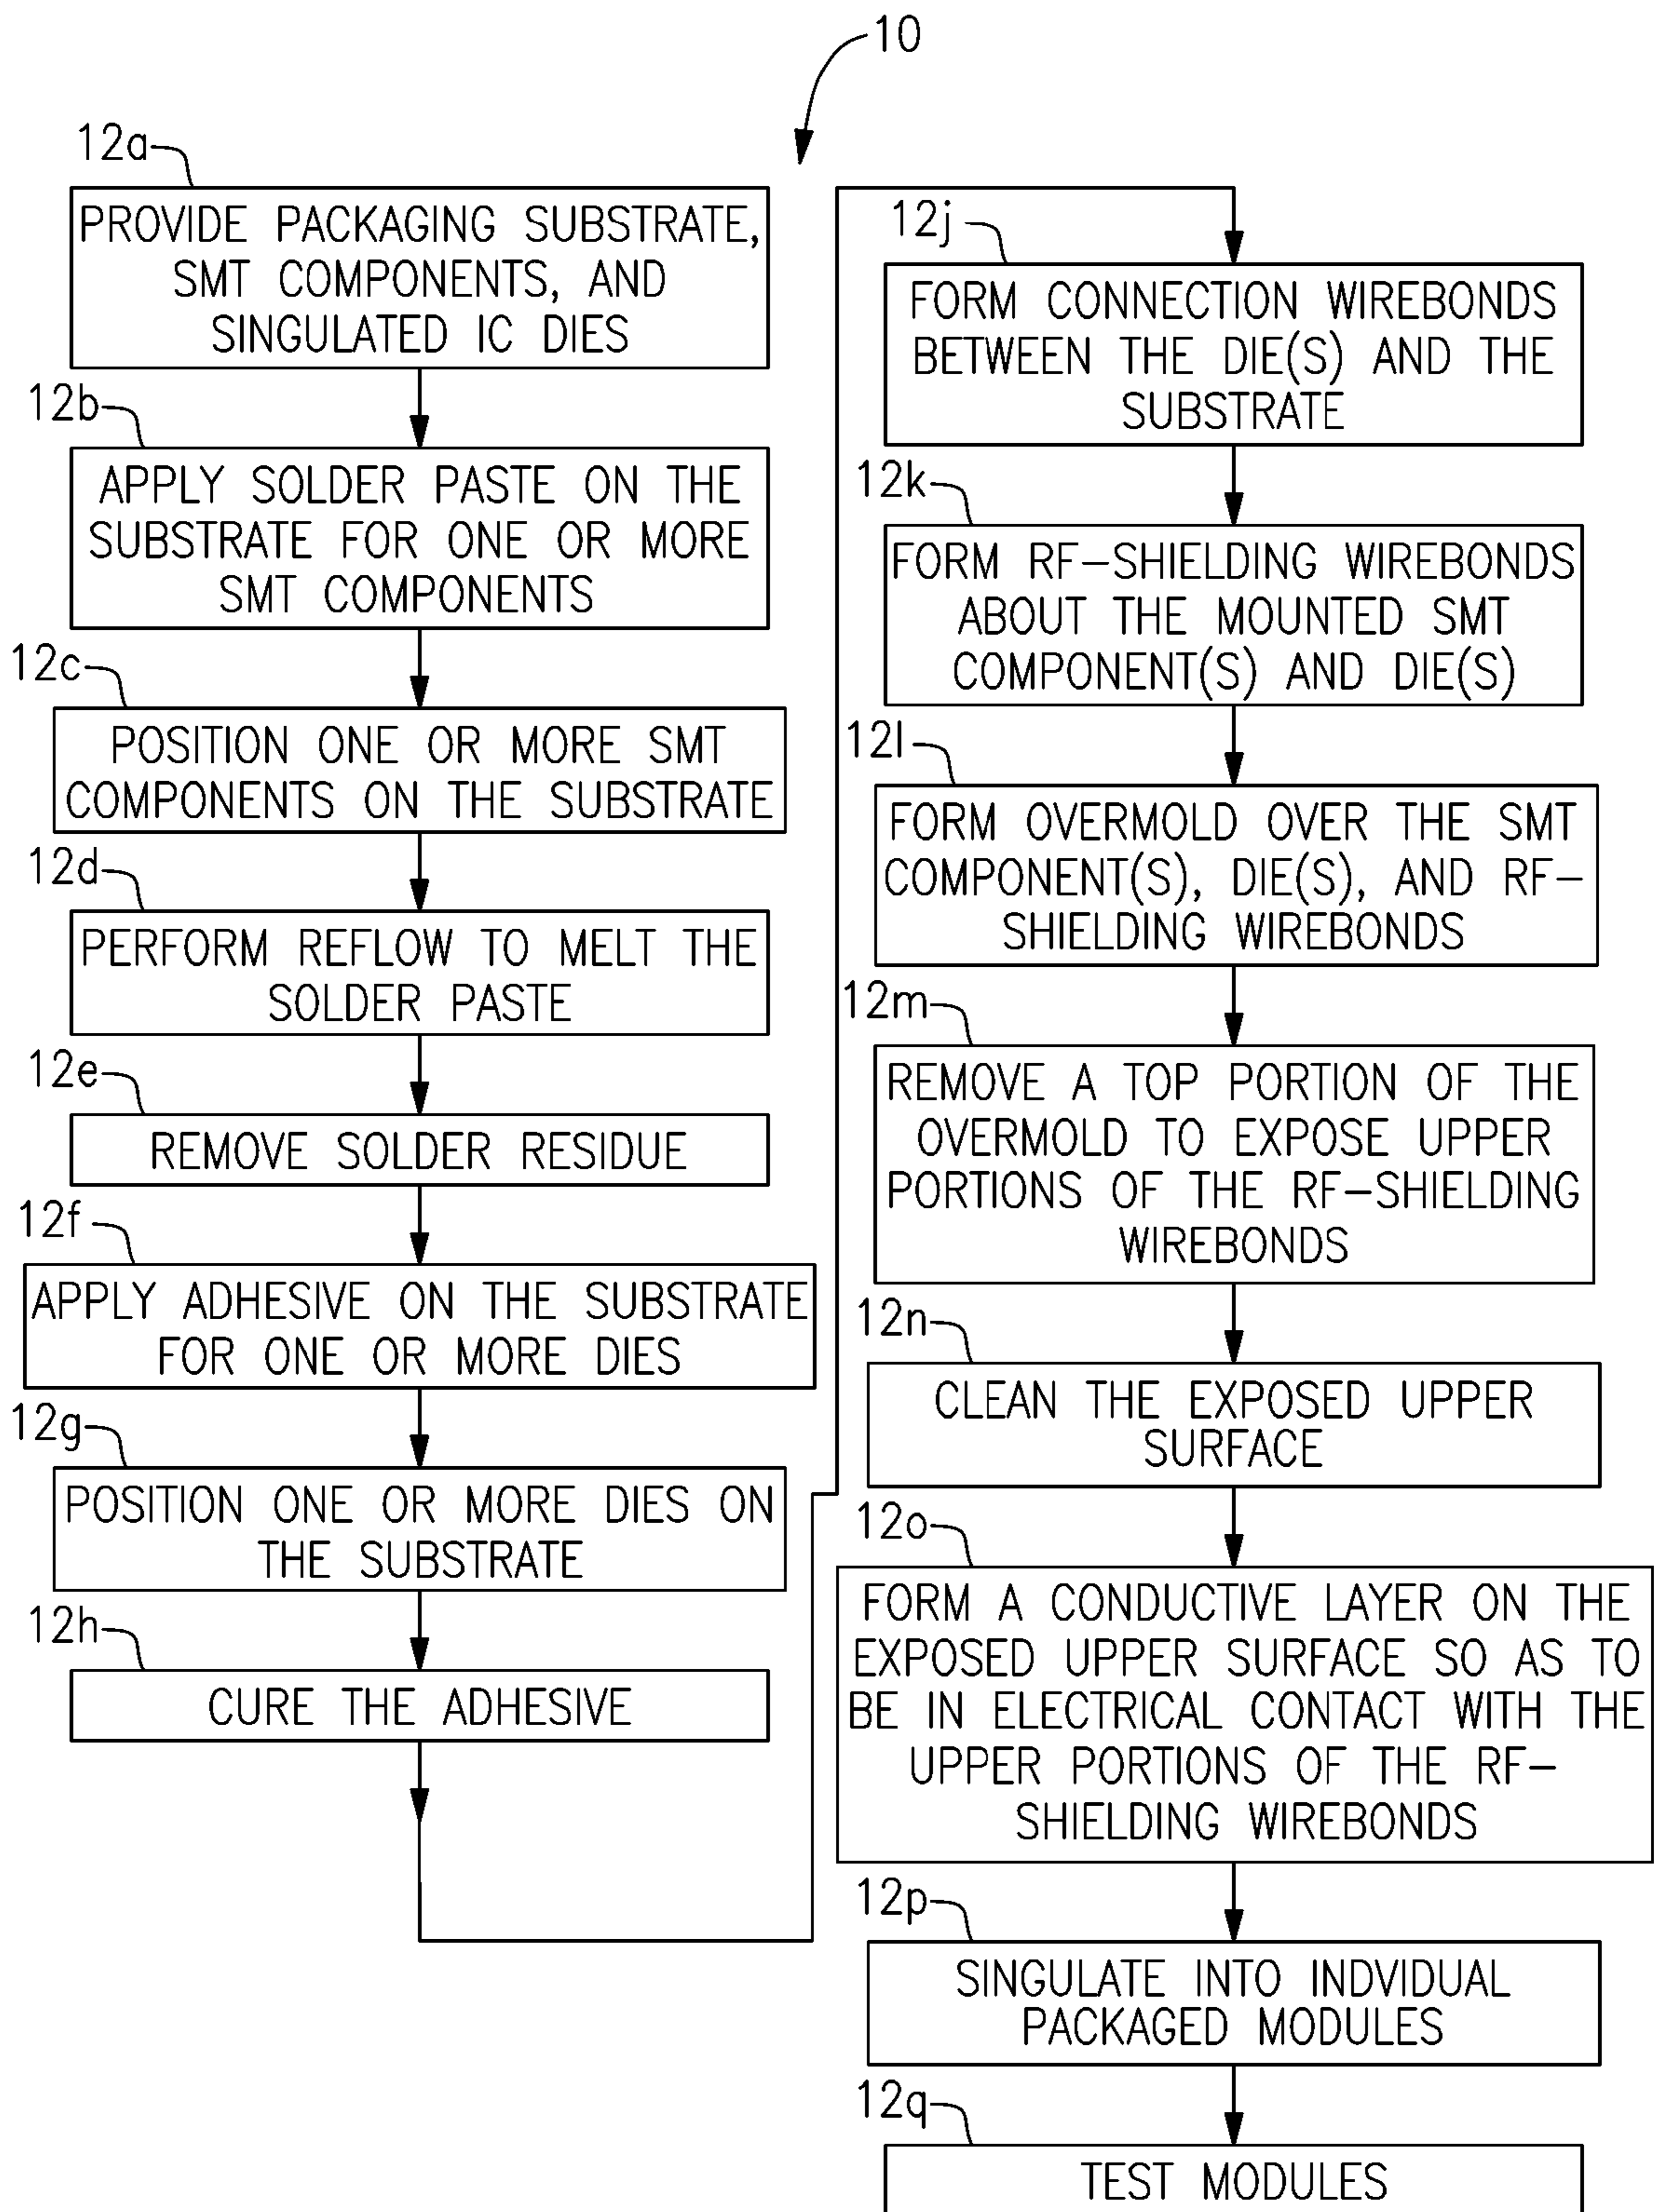 10
12a
PROVIDE PACKAGING SUBSTRATE,
SMT COMPONENTS, AND
SINGULATED IC DIES
12b
APPLY SOLDER PASTE ON THE
SUBSTRATE FOR ONE OR MORE
SMT COMPONENTS
12c
POSITION ONE OR MORE SMT
COMPONENTS ON THE SUBSTRATE
12d
PERFORM REFLOW TO MELT THE
SOLDER PASTE
12e
REMOVE SOLDER RESIDUE
12f
APPLY ADHESIVE ON THE SUBSTRATE
FOR ONE OR MORE DIES
12g
POSITION ONE OR MORE DIES ON
THE SUBSTRATE
12h
CURE THE ADHESIVE
12j
FORM CONNECTION WIREBONDS
BETWEEN THE DIE(S) AND THE
SUBSTRATE
12k
FORM RF-SHIELDING WIREBONDS
ABOUT THE MOUNTED SMT
COMPONENT(S) AND DIE(S)
12l
FORM OVERMOLD OVER THE SMT
COMPONENT(S), DIE(S), AND RF-
SHIELDING WIREBONDS
12m
REMOVE A TOP PORTION OF THE
OVERMOLD TO EXPOSE UPPER
PORTIONS OF THE RF-SHIELDING
WIREBONDS
12n
CLEAN THE EXPOSED UPPER
SURFACE
12o
FORM A CONDUCTIVE LAYER ON THE
EXPOSED UPPER SURFACE SO AS TO
BE IN ELECTRICAL CONTACT WITH THE
UPPER PORTIONS OF THE RF-
SHIELDING WIREBONDS
12p
SINGULATE INTO INDVIDUAL
PACKAGED MODULES
12q
TEST MODULES